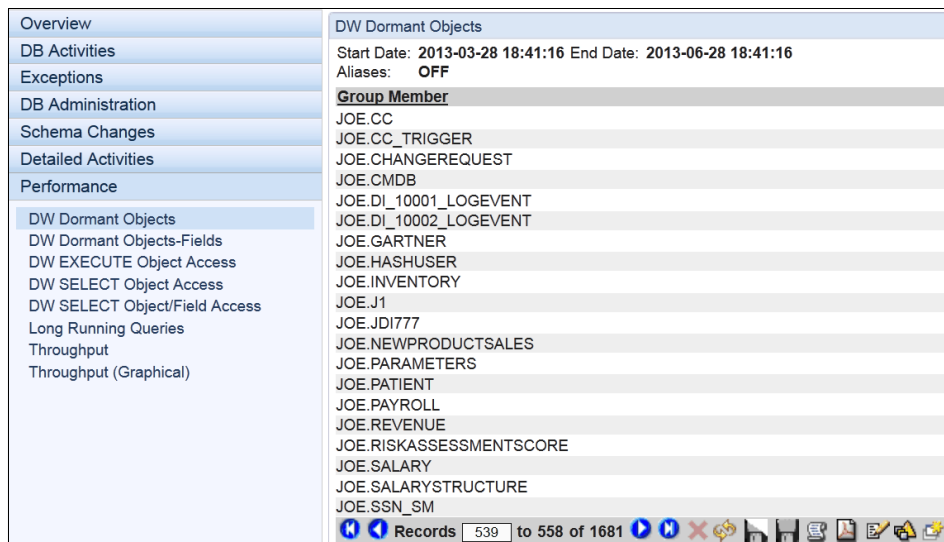 Overview
DB Activities
Exceptions
DB Administration
Schema Changes
Detailed Activities
Performance
DW Dormant Objects
DW Dormant Objects-Fields
DW EXECUTE Object Access
DW SELECT Object Access
DW SELECT Object/Field Access
Long Running Queries
Throughput
Throughput (Graphical)
DW Dormant Objects
Start Date: 2013-03-28 18:41:16 End Date: 2013-06-28 18:41:16
Aliases: OFF
Group Member
JOE.CC
JOE.CC_TRIGGER
JOE.CHANGEREQUEST
JOE.CMDB
JOE.DI_10001_LOGEVENT
JOE.DI_10002_LOGEVENT
JOE.GARTNER
JOE.HASHUSER
JOE.INVENTORY
JOE.J1
JOE.JDI777
JOE.NEWPRODUCTSALES
JOE.PARAMETERS
JOE.PATIENT
JOE.PAYROLL
JOE.REVENUE
JOE.RISKASSESSMENTSCORE
JOE.SALARY
JOE.SALARYSTRUCTURE
JOE.SSN_SM
Records 539 to 558 of 1681